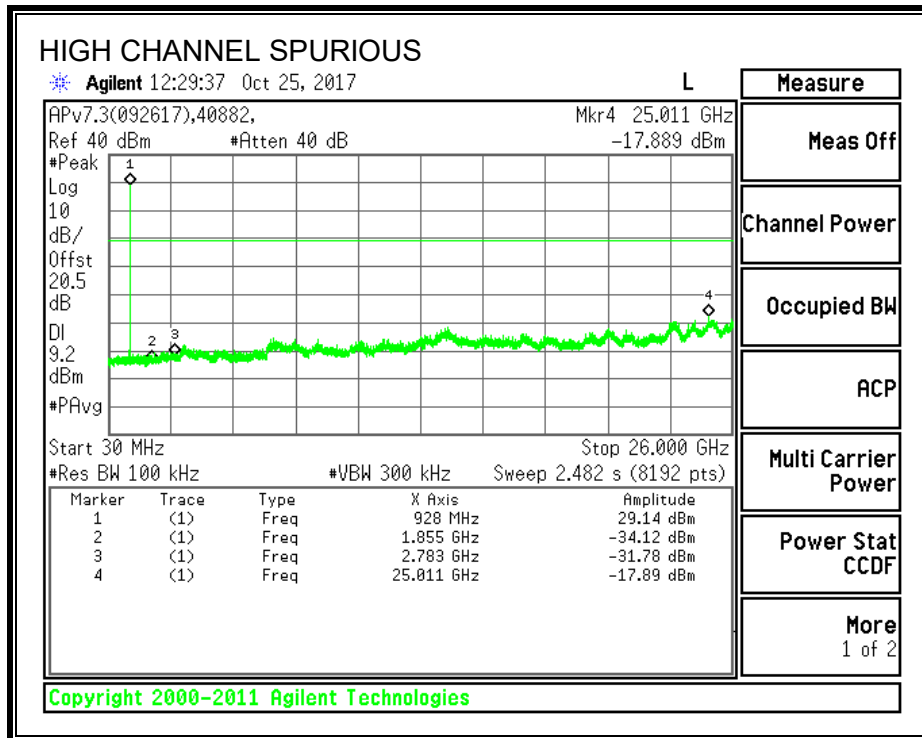 HIGH CHANNEL SPURIOUS
Agilent 12:29:37 Oct 25, 2017 L
APv7.3(092617),40882, Mkr4 25.011 GHz
Ref 40 dBm #Atten 40 dB -17.889 dBm
#Peak
Log
10
dB/
Offst
20.5
dB
DI
9.2
dBm
#PAvg
1
2
3
4
Start 30 MHz Stop 26.000 GHz
#Res BW 100 kHz #VBW 300 kHz Sweep 2.482 s (8192 pts)
Marker Trace Type X Axis Amplitude
1 (1) Freq 928 MHz 29.14 dBm
2 (1) Freq 1.855 GHz -34.12 dBm
3 (1) Freq 2.783 GHz -31.78 dBm
4 (1) Freq 25.011 GHz -17.89 dBm
Measure
Meas Off
Channel Power
Occupied BW
ACP
Multi Carrier
Power
Power Stat
CCDF
More
1 of 2
Copyright 2000-2011 Agilent Technologies